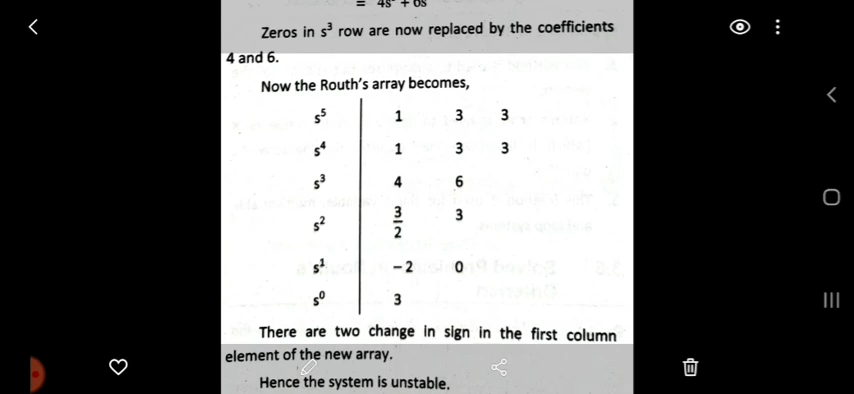 = 4s³ + 6s
Zeros in s³ row are now replaced by the coefficients
4 and 6.
Now the Routh's array becomes,
s⁵ 1 3 3
s⁴ 1 3 3
s³ 4 6
s² 3/2 3
s¹ −2 0
s⁰ 3
There are two change in sign in the first column
element of the new array.
Hence the system is unstable.